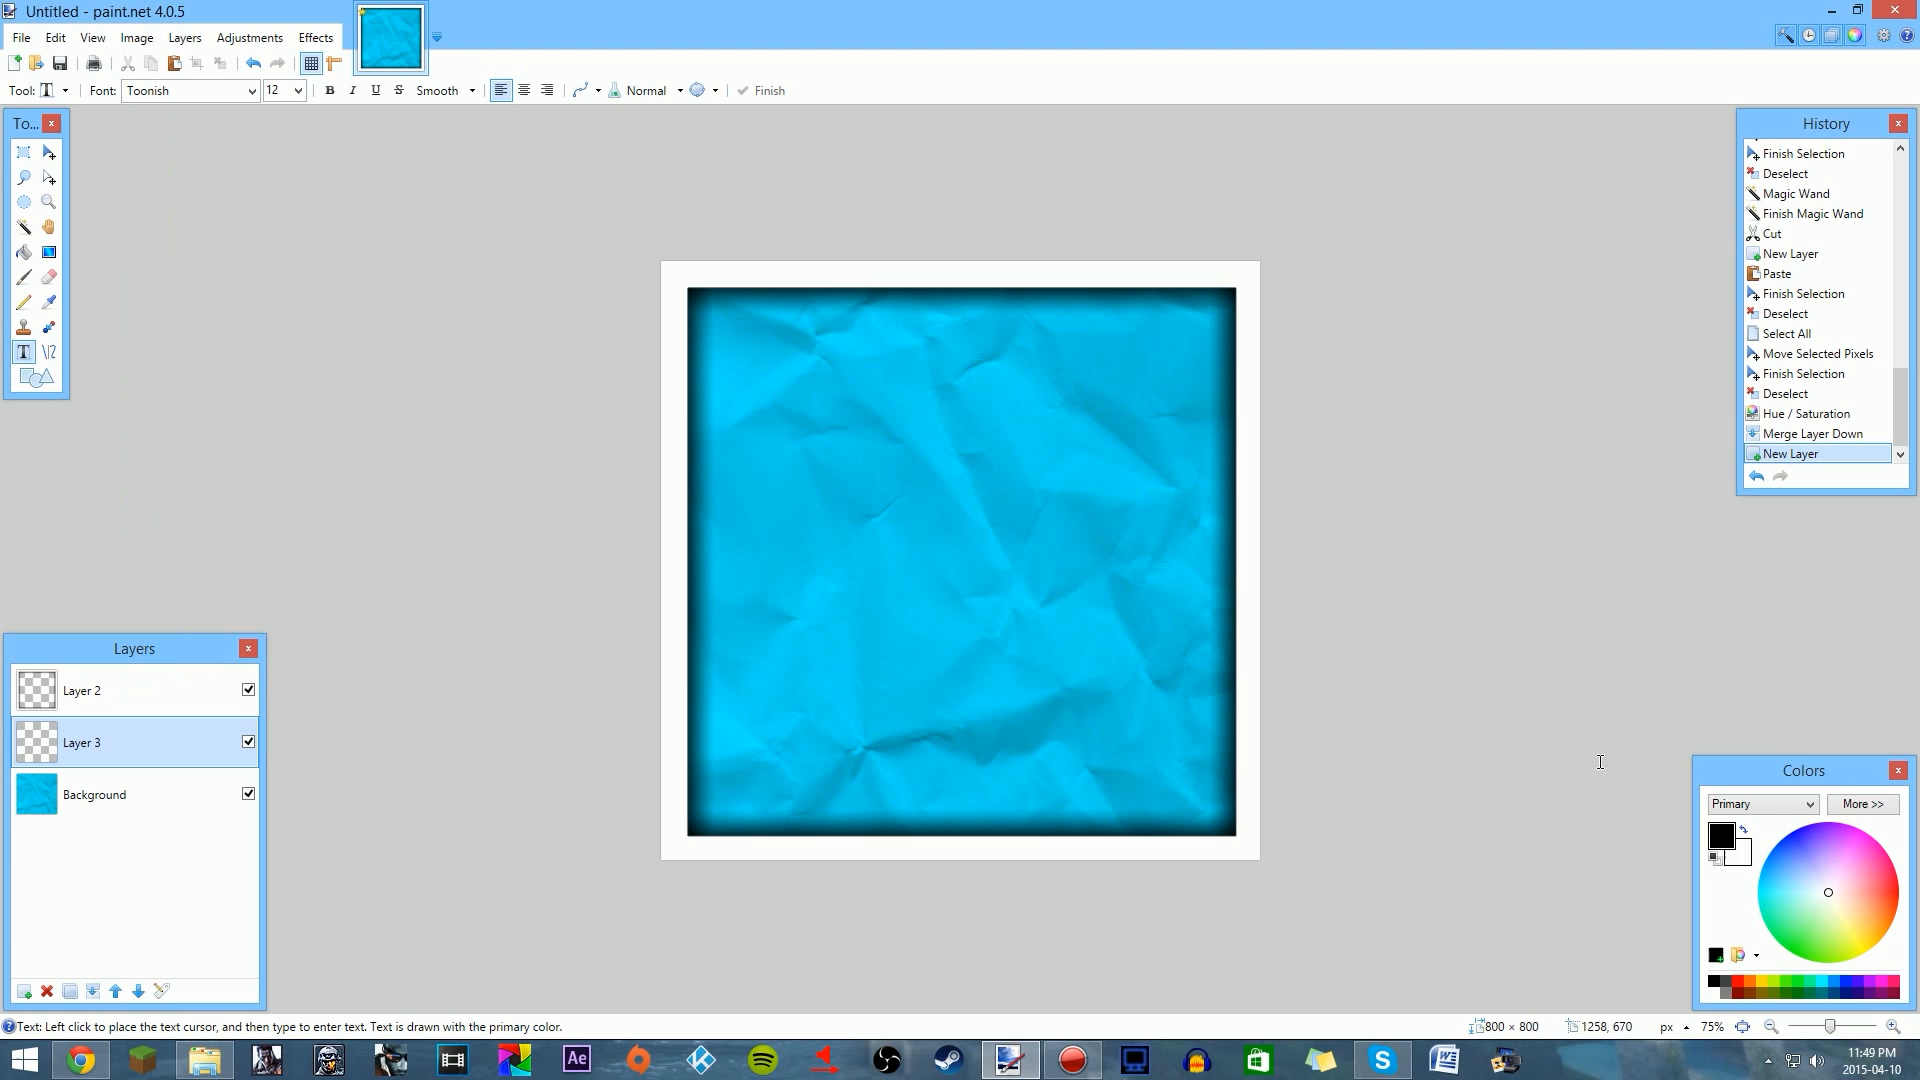 Untitled - paint.net 4.0.5
File Edit View Image Layers Adjustments Effects
Tool: T Font: Toonish 12 B I U S Smooth Normal Finish
To...
T
History
Finish Selection
Deselect
Magic Wand
Finish Magic Wand
Cut
New Layer
Paste
Finish Selection
Deselect
Select All
Move Selected Pixels
Finish Selection
Deselect
Hue / Saturation
Merge Layer Down
New Layer
Layers
Layer 2
Layer 3
Background
Colors
Primary More >>
Text: Left click to place the text cursor, and then type to enter text. Text is drawn with the primary color.
800 × 800 1258, 670 px 75%
Ae
11:49 PM
2015-04-10